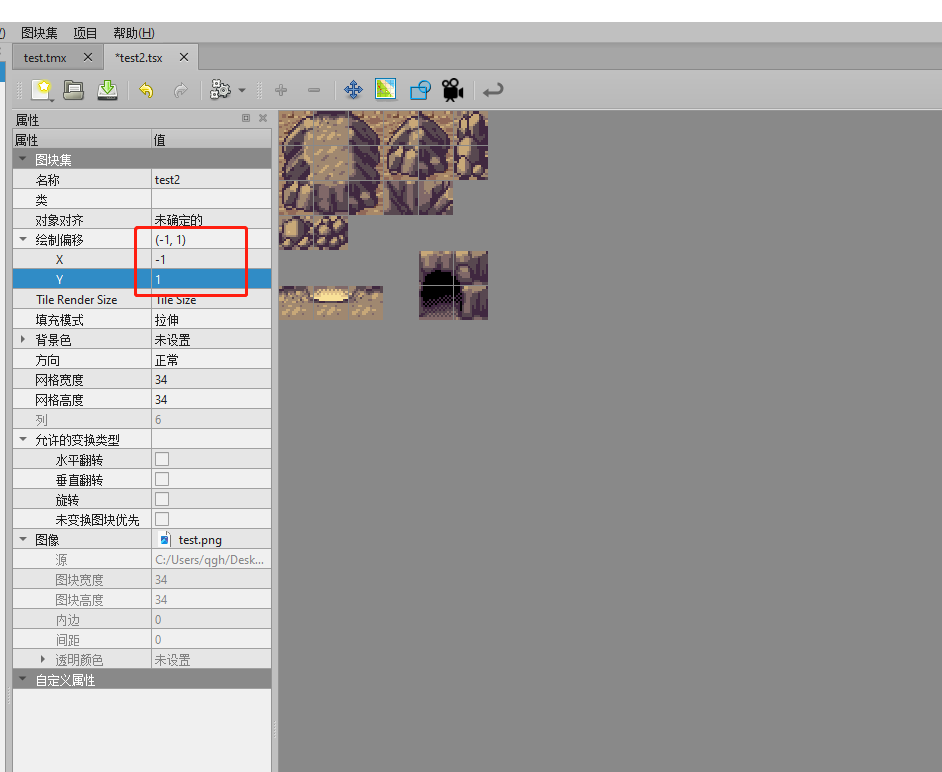 图块集 项目 帮助(H)
test.tmx *test2.tsx
属性
属性 值
图块集
名称 test2
类
对象对齐 未确定的
绘制偏移 (-1, 1)
X -1
Y 1
Tile Render Size Tile Size
填充模式 拉伸
背景色 未设置
方向 正常
网格宽度 34
网格高度 34
列 6
允许的变换类型
水平翻转
垂直翻转
旋转
未变换图块优先
图像 test.png
源 C:/Users/qgh/Desk...
图块宽度 34
图块高度 34
内边 0
间距 0
透明颜色 未设置
自定义属性